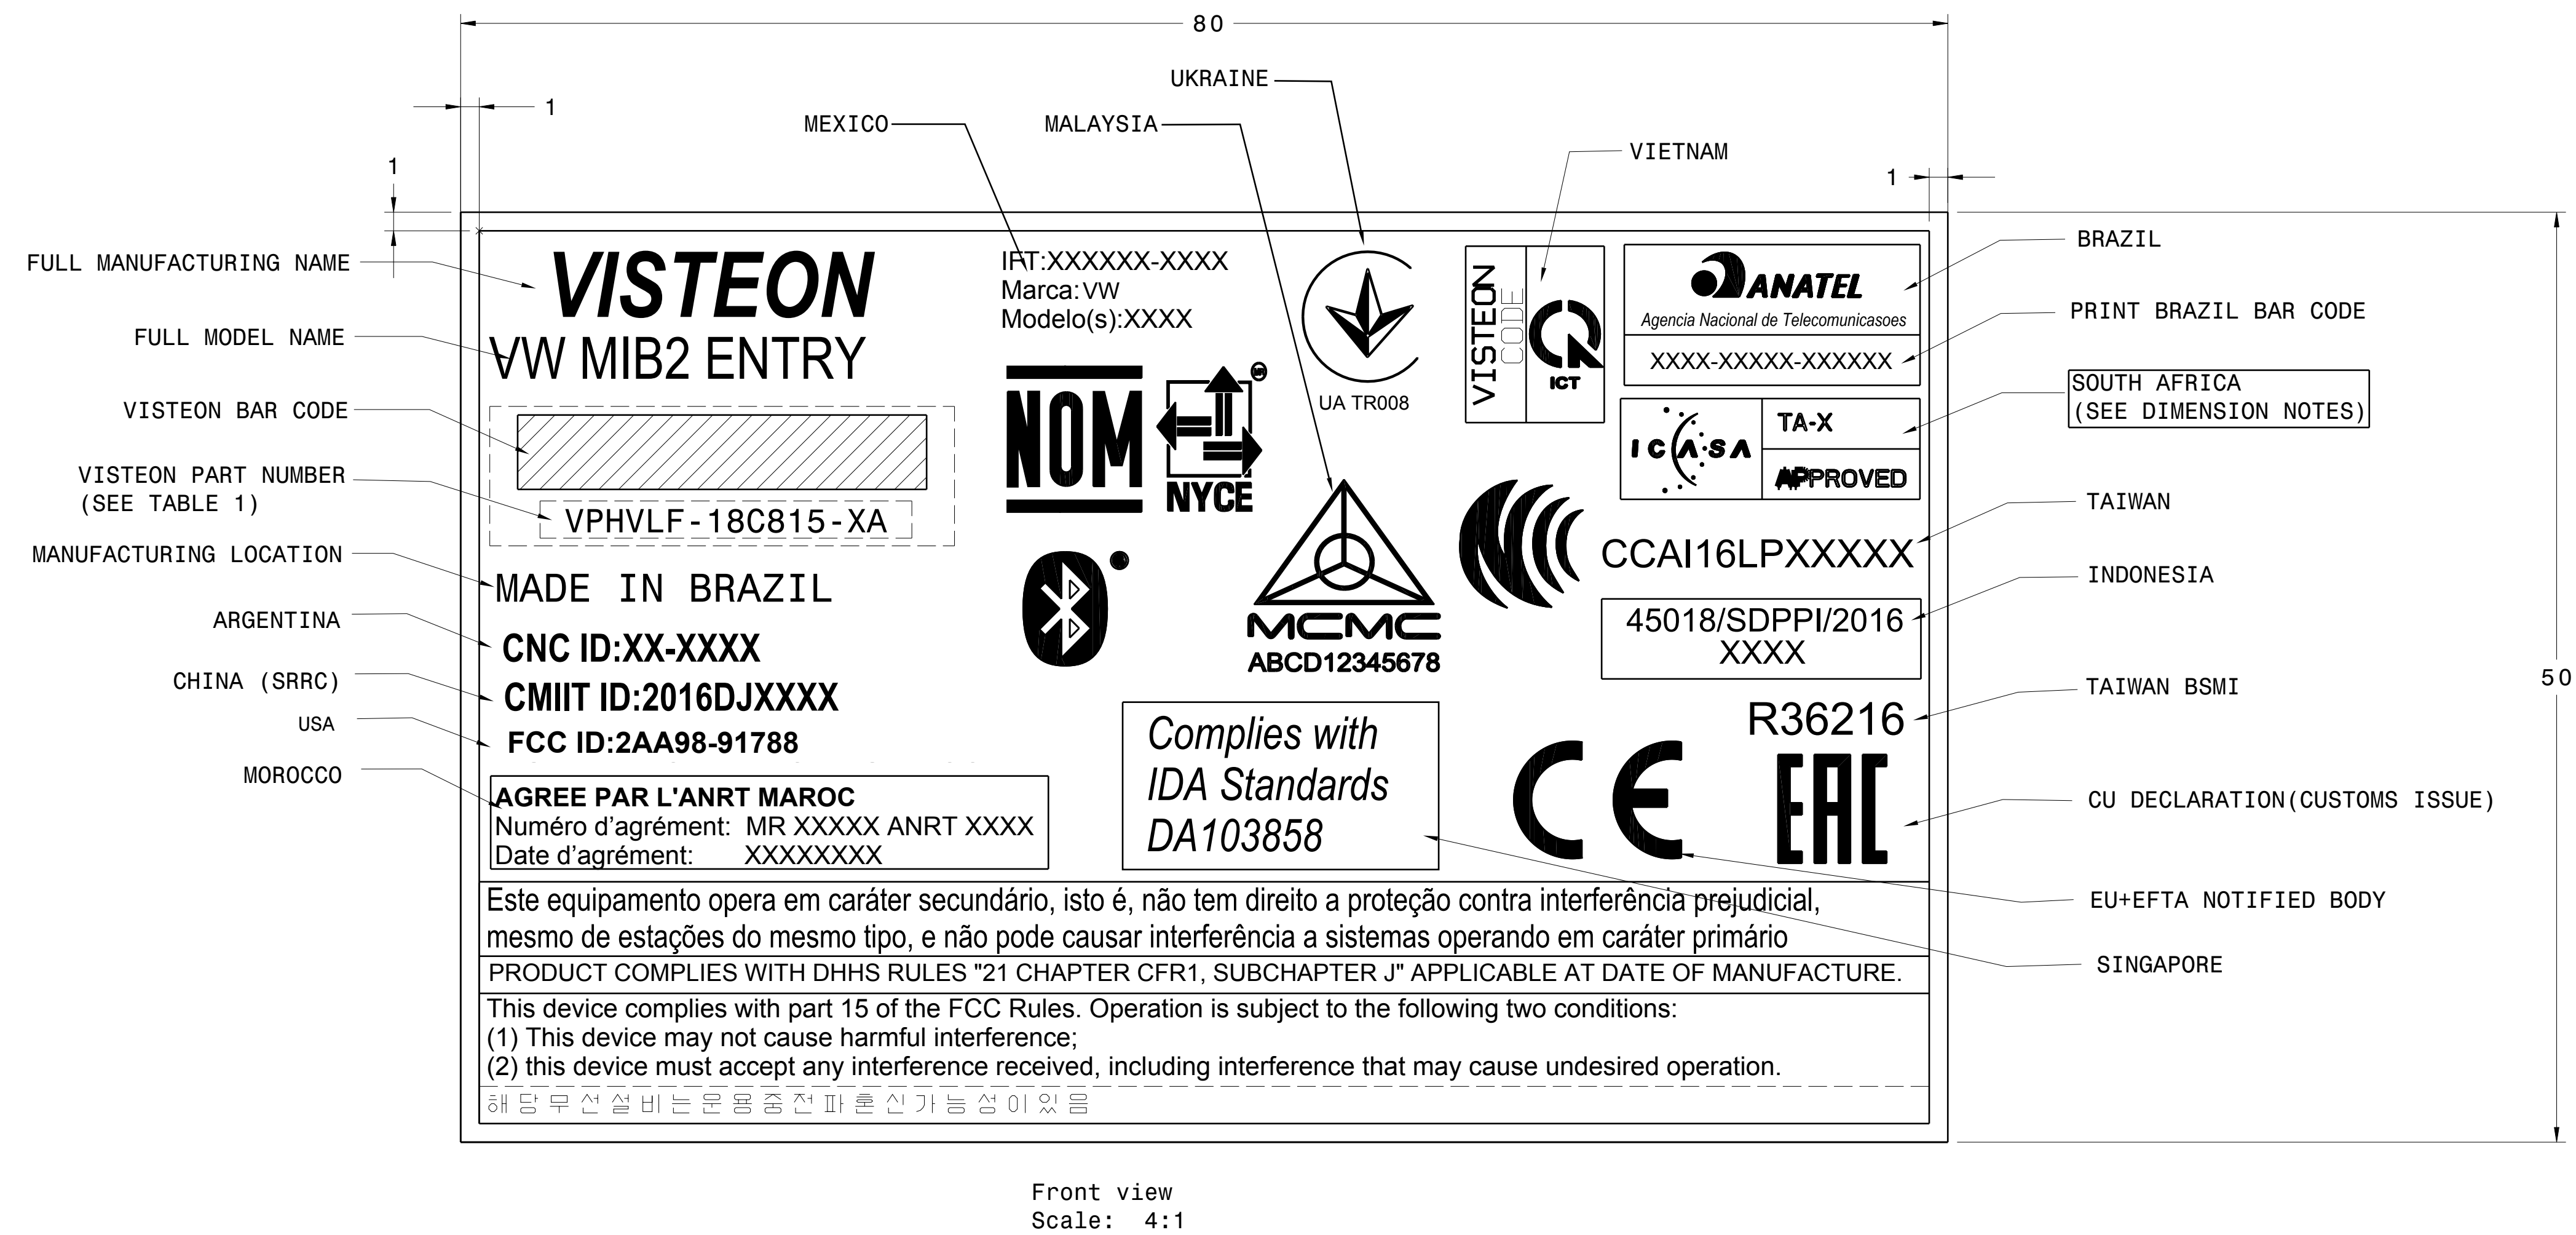 80
UKRAINE
1
MEXICO
MALAYSIA
VIETNAM
1
1
FULL MANUFACTURING NAME
FULL MODEL NAME
VISTEON BAR CODE
VISTEON PART NUMBER
(SEE TABLE 1)
MANUFACTURING LOCATION
ARGENTINA
CHINA (SRRC)
USA
MOROCCO
VISTEON
VW MIB2 ENTRY
VPHVLF-18C815-XA
MADE IN BRAZIL
CNC ID:XX-XXXX
CMIIT ID:2016DJXXXX
FCC ID:2AA98-91788
AGREE PAR L'ANRT MAROC
Numéro d'agrément: MR XXXXX ANRT XXXX
Date d'agrément: XXXXXXXX
IFT:XXXXXX-XXXX
Marca:VW
Modelo(s):XXXX
NOM
NYCE
UA TR008
MCMC
ABCD12345678
Complies with
IDA Standards
DA103858
VISTEON
CODE
ICT
ANATEL
Agencia Nacional de Telecomunicasoes
XXXX-XXXXX-XXXXXX
ICASA
TA-X
APPROVED
CCAI16LPXXXXX
45018/SDPPI/2016
XXXX
R36216
CE
EAC
BRAZIL
PRINT BRAZIL BAR CODE
SOUTH AFRICA
(SEE DIMENSION NOTES)
TAIWAN
INDONESIA
TAIWAN BSMI
CU DECLARATION(CUSTOMS ISSUE)
EU+EFTA NOTIFIED BODY
SINGAPORE
50
Este equipamento opera em caráter secundário, isto é, não tem direito a proteção contra interferência prejudicial,
mesmo de estações do mesmo tipo, e não pode causar interferência a sistemas operando em caráter primário
PRODUCT COMPLIES WITH DHHS RULES "21 CHAPTER CFR1, SUBCHAPTER J" APPLICABLE AT DATE OF MANUFACTURE.
This device complies with part 15 of the FCC Rules. Operation is subject to the following two conditions:
(1) This device may not cause harmful interference;
(2) this device must accept any interference received, including interference that may cause undesired operation.
해당무선설비는운용중전파혼신가능성이있음
Front view
Scale: 4:1